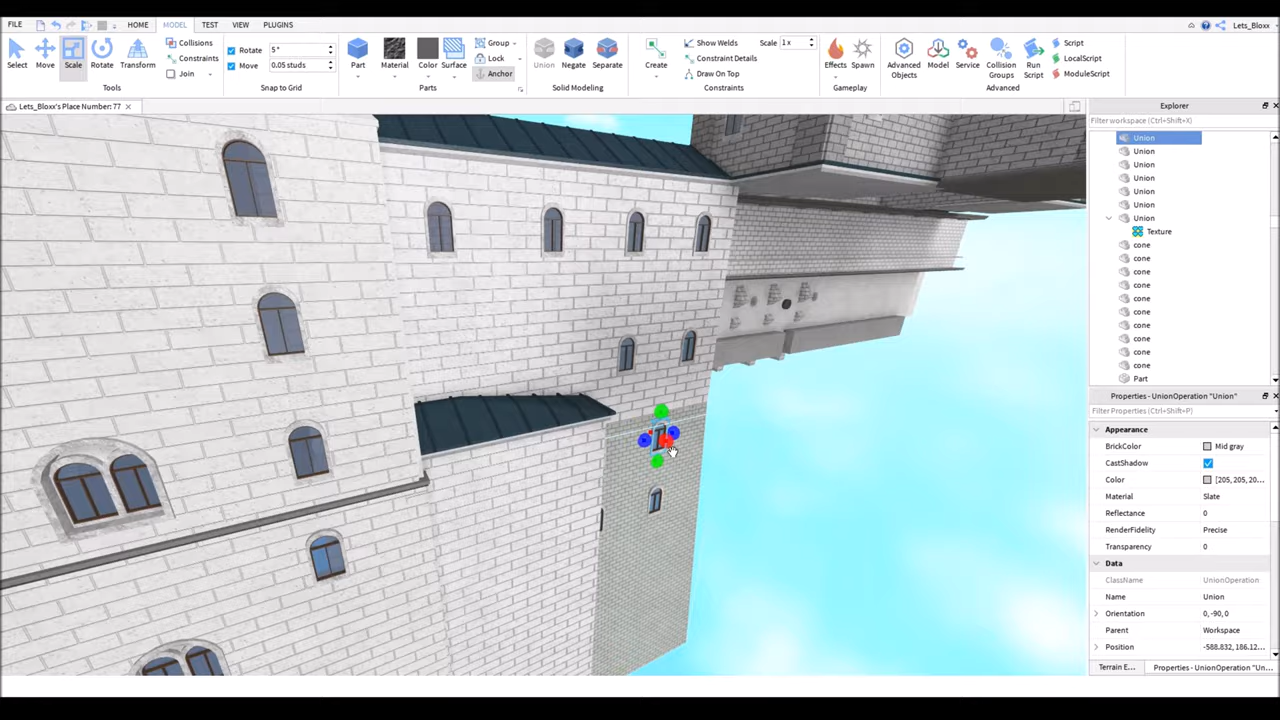 FILE HOME MODEL TEST VIEW PLUGINS Lets_Bloxx
Select Move Scale Rotate Transform
Tools
Collisions
Constraints
Join
Rotate 5 °
Move 0.05 studs
Snap to Grid
Part Material Color Surface
Group
Lock
Anchor
Parts
Union Negate Separate
Solid Modeling
Create
Show Welds
Constraint Details
Draw On Top
Scale 1 x
Constraints
Effects Spawn
Gameplay
Advanced Objects
Model
Service
Collision Groups
Run Script
Script
LocalScript
ModuleScript
Advanced
Lets_Bloxx's Place Number: 77
Explorer
Filter workspace (Ctrl+Shift+X)
Union
Union
Union
Union
Union
Union
Union
Texture
cone
cone
cone
cone
cone
cone
cone
cone
cone
cone
Part
Properties - UnionOperation "Union"
Filter Properties (Ctrl+Shift+P)
Appearance
BrickColor Mid gray
CastShadow
Color [205, 205, 20...
Material Slate
Reflectance 0
RenderFidelity Precise
Transparency 0
Data
ClassName UnionOperation
Name Union
Orientation 0, -90, 0
Parent Workspace
Position -588.832, 186.12...
Terrain E... Properties - UnionOperation "Un...